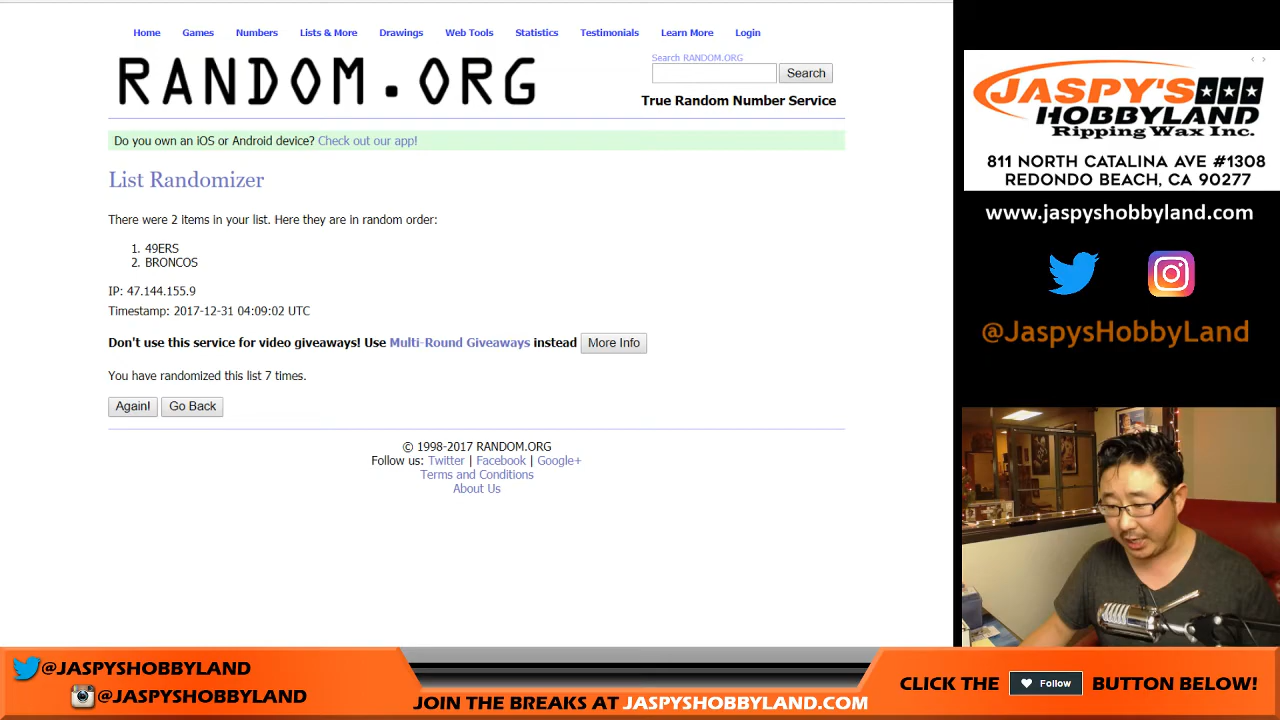 Home Games Numbers Lists & More Drawings Web Tools Statistics Testimonials Learn More Login
RANDOM.ORG
Search RANDOM.ORG
Search
True Random Number Service
Do you own an iOS or Android device? Check out our app!
List Randomizer
There were 2 items in your list. Here they are in random order:
1. 49ERS
2. BRONCOS
IP: 47.144.155.9
Timestamp: 2017-12-31 04:09:02 UTC
Don't use this service for video giveaways! Use Multi-Round Giveaways instead More Info
You have randomized this list 7 times.
Again! Go Back
© 1998-2017 RANDOM.ORG
Follow us: Twitter | Facebook | Google+
Terms and Conditions
About Us
JASPY'S
HOBBYLAND
Ripping Wax Inc.
811 NORTH CATALINA AVE #1308
REDONDO BEACH, CA 90277
www.jaspyshobbyland.com
@JaspysHobbyLand
@JASPYSHOBBYLAND
@JASPYSHOBBYLAND
JOIN THE BREAKS AT JASPYSHOBBYLAND.COM
CLICK THE Follow BUTTON BELOW!